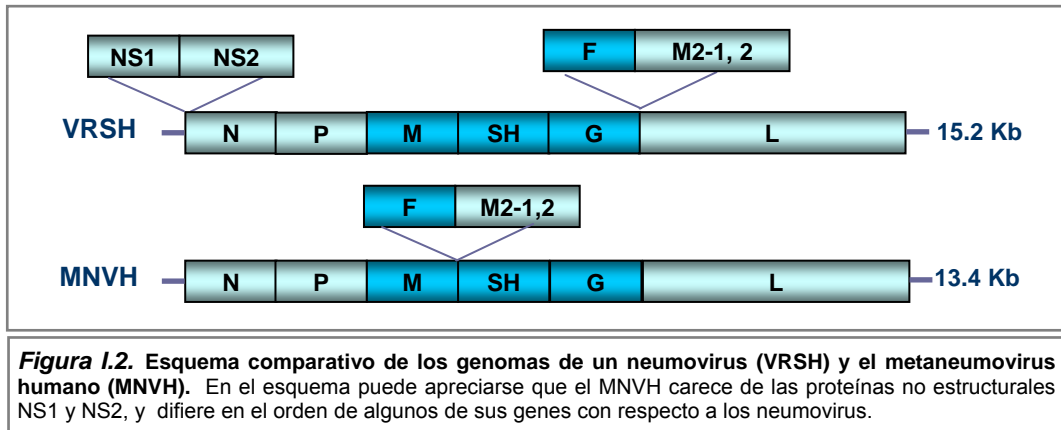 NS1 NS2 F M2-1, 2
VRSH N P M SH G L 15.2 Kb
F M2-1,2
MNVH N P M SH G L 13.4 Kb
Figura I.2. Esquema comparativo de los genomas de un neumovirus (VRSH) y el metaneumovirus
humano (MNVH). En el esquema puede apreciarse que el MNVH carece de las proteínas no estructurales
NS1 y NS2, y difiere en el orden de algunos de sus genes con respecto a los neumovirus.